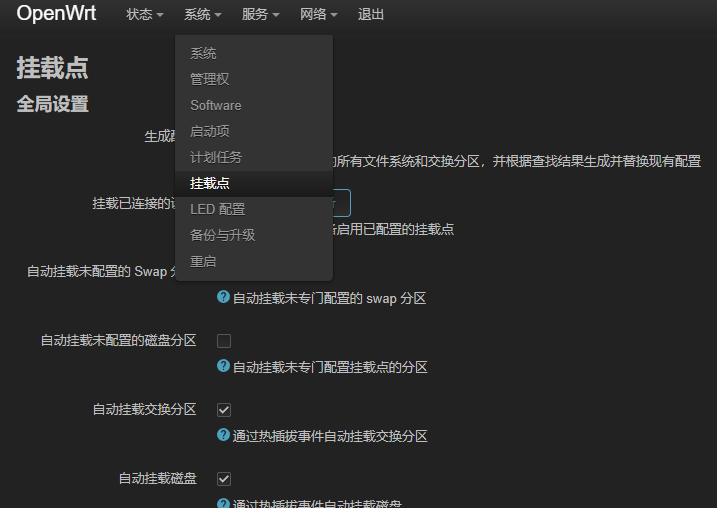 OpenWrt 状态 系统 服务 网络 退出
挂载点
全局设置
系统
管理权
Software
启动项
计划任务
挂载点
LED 配置
备份与升级
重启
生成
的所有文件系统和交换分区，并根据查找结果生成并替换现有配置
挂载已连接的
启用已配置的挂载点
自动挂载未配置的 Swap
自动挂载未专门配置的 swap 分区
自动挂载未配置的磁盘分区
自动挂载未专门配置挂载点的分区
自动挂载交换分区
通过热插拔事件自动挂载交换分区
自动挂载磁盘
通过热插拔事件自动挂载磁盘